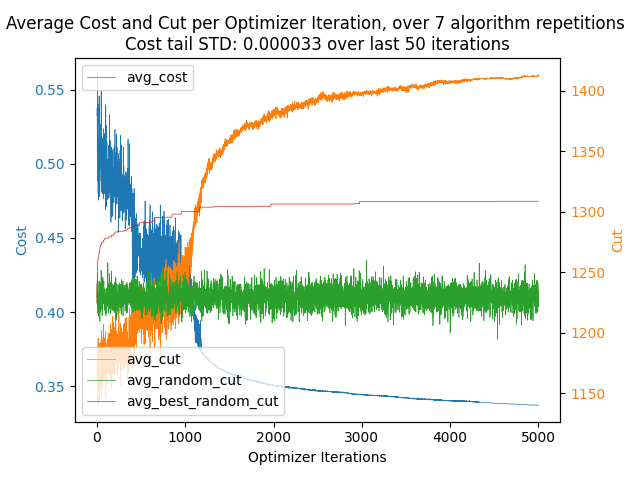 Average Cost and Cut per Optimizer Iteration, over 7 algorithm repetitions
Cost tail STD: 0.000033 over last 50 iterations
avg_cost
0.55
0.50
0.45
0.40
0.35
Cost
1400
1350
1300
1250
1200
1150
Cut
avg_cut
avg_random_cut
avg_best_random_cut
0
1000
2000
3000
4000
5000
Optimizer Iterations